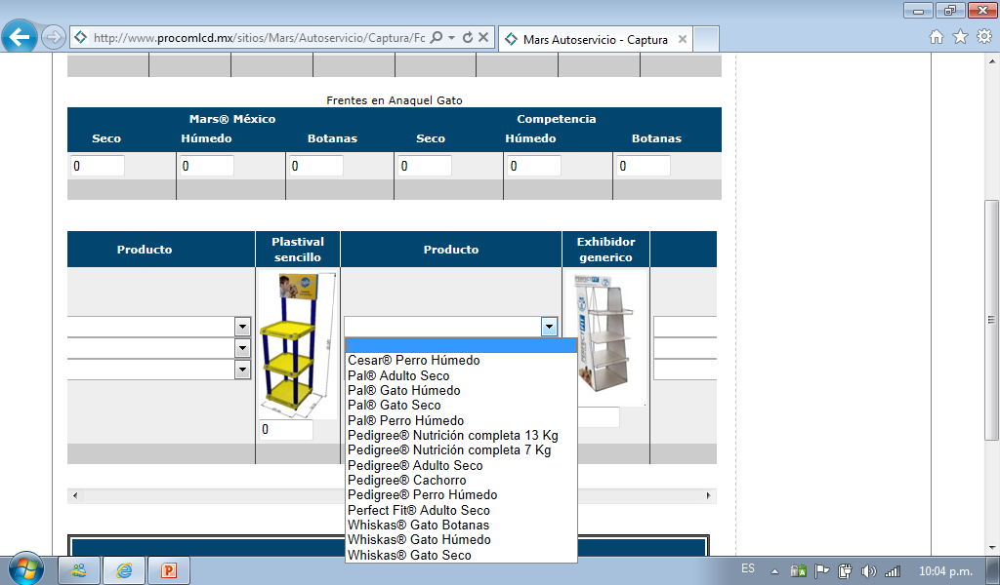 http://www.procomlcd.mx/sitios/Mars/Autoservicio/Captura/Fc
Mars Autoservicio - Captura
Frentes en Anaquel Gato
Mars® México
Competencia
Seco
Húmedo
Botanas
Seco
Húmedo
Botanas
0
0
0
0
0
0
Producto
Plastival sencillo
Producto
Exhibidor generico
PERFECT FIT
0
Cesar® Perro Húmedo
Pal® Adulto Seco
Pal® Gato Húmedo
Pal® Gato Seco
Pal® Perro Húmedo
Pedigree® Nutrición completa 13 Kg
Pedigree® Nutrición completa 7 Kg
Pedigree® Adulto Seco
Pedigree® Cachorro
Pedigree® Perro Húmedo
Perfect Fit® Adulto Seco
Whiskas® Gato Botanas
Whiskas® Gato Húmedo
Whiskas® Gato Seco
ES
10:04 p.m.